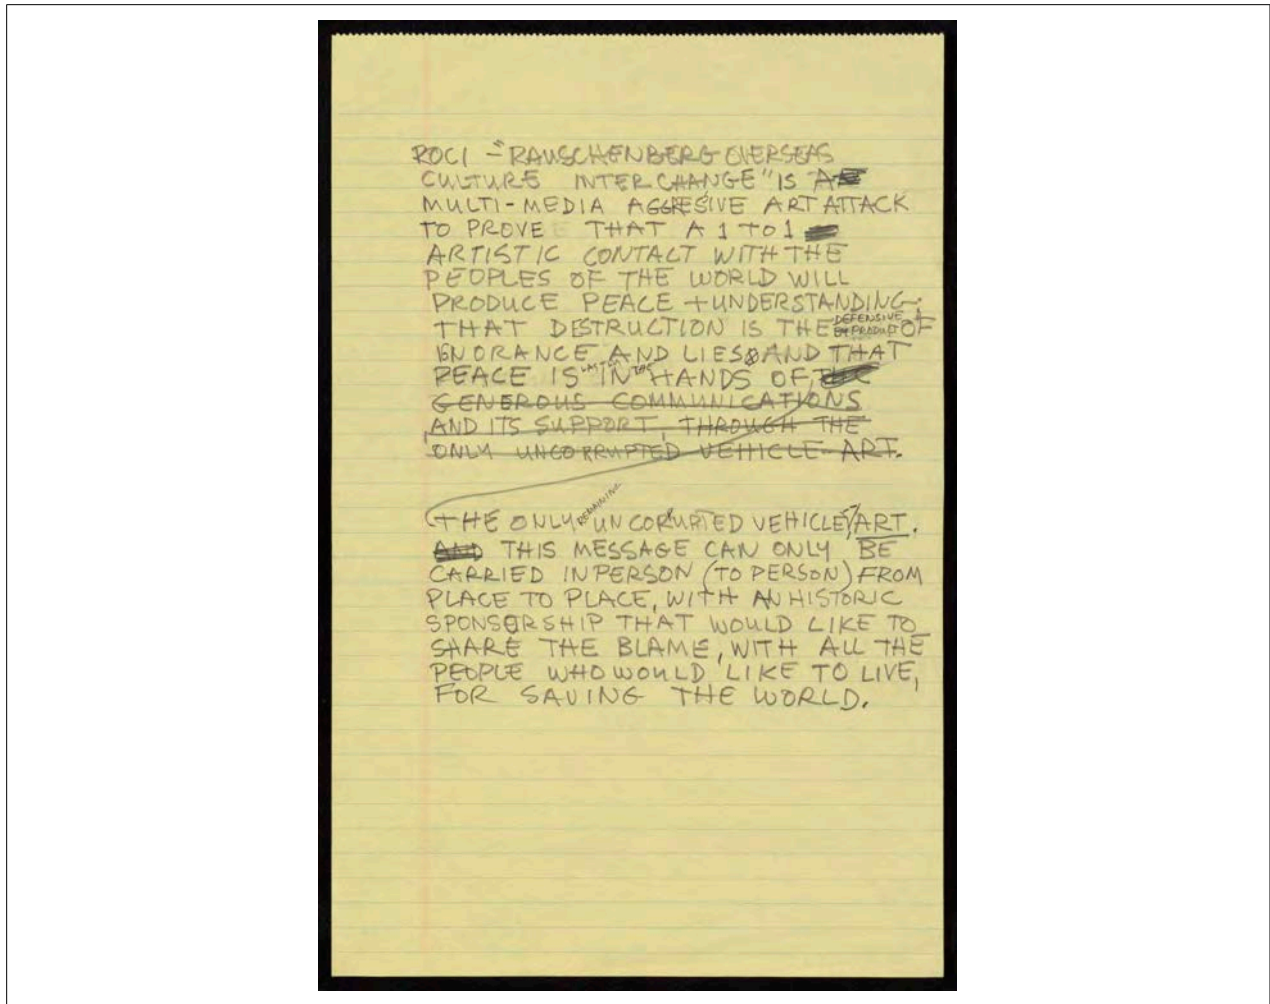 ROCI – "RAUSCHENBERG OVERSEAS
CULTURE INTERCHANGE" IS A
MULTI-MEDIA AGGRESIVE ART ATTACK
TO PROVE THAT A 1 TO 1
ARTISTIC CONTACT WITH THE
PEOPLES OF THE WORLD WILL
PRODUCE PEACE + UNDERSTANDING.
DEFENSIVE
THAT DESTRUCTION IS THE BYPRODUCT OF
IGNORANCE AND LIES & AND THAT
PEACE IS WITHIN THE HANDS OF THE
GENEROUS COMMUNICATIONS
AND ITS SUPPORT, THROUGH THE
ONLY UNCORRUPTED VEHICLE – ART.
REMAINING
THE ONLY UNCORRUPTED VEHICLE, ART.
AND THIS MESSAGE CAN ONLY BE
CARRIED IN PERSON (TO PERSON) FROM
PLACE TO PLACE, WITH AN HISTORIC
SPONSORSHIP THAT WOULD LIKE TO
SHARE THE BLAME, WITH ALL THE
PEOPLE WHO WOULD LIKE TO LIVE,
FOR SAVING THE WORLD.